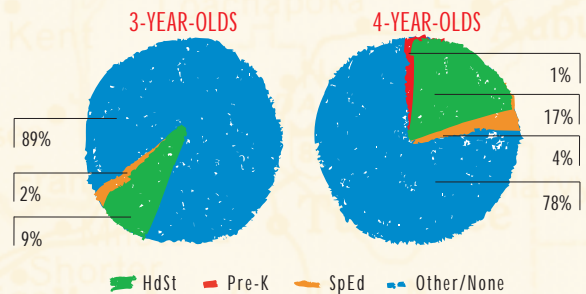 3-YEAR-OLDS
4-YEAR-OLDS
89%
2%
9%
1%
17%
4%
78%
HdSt Pre-K SpEd Other/None